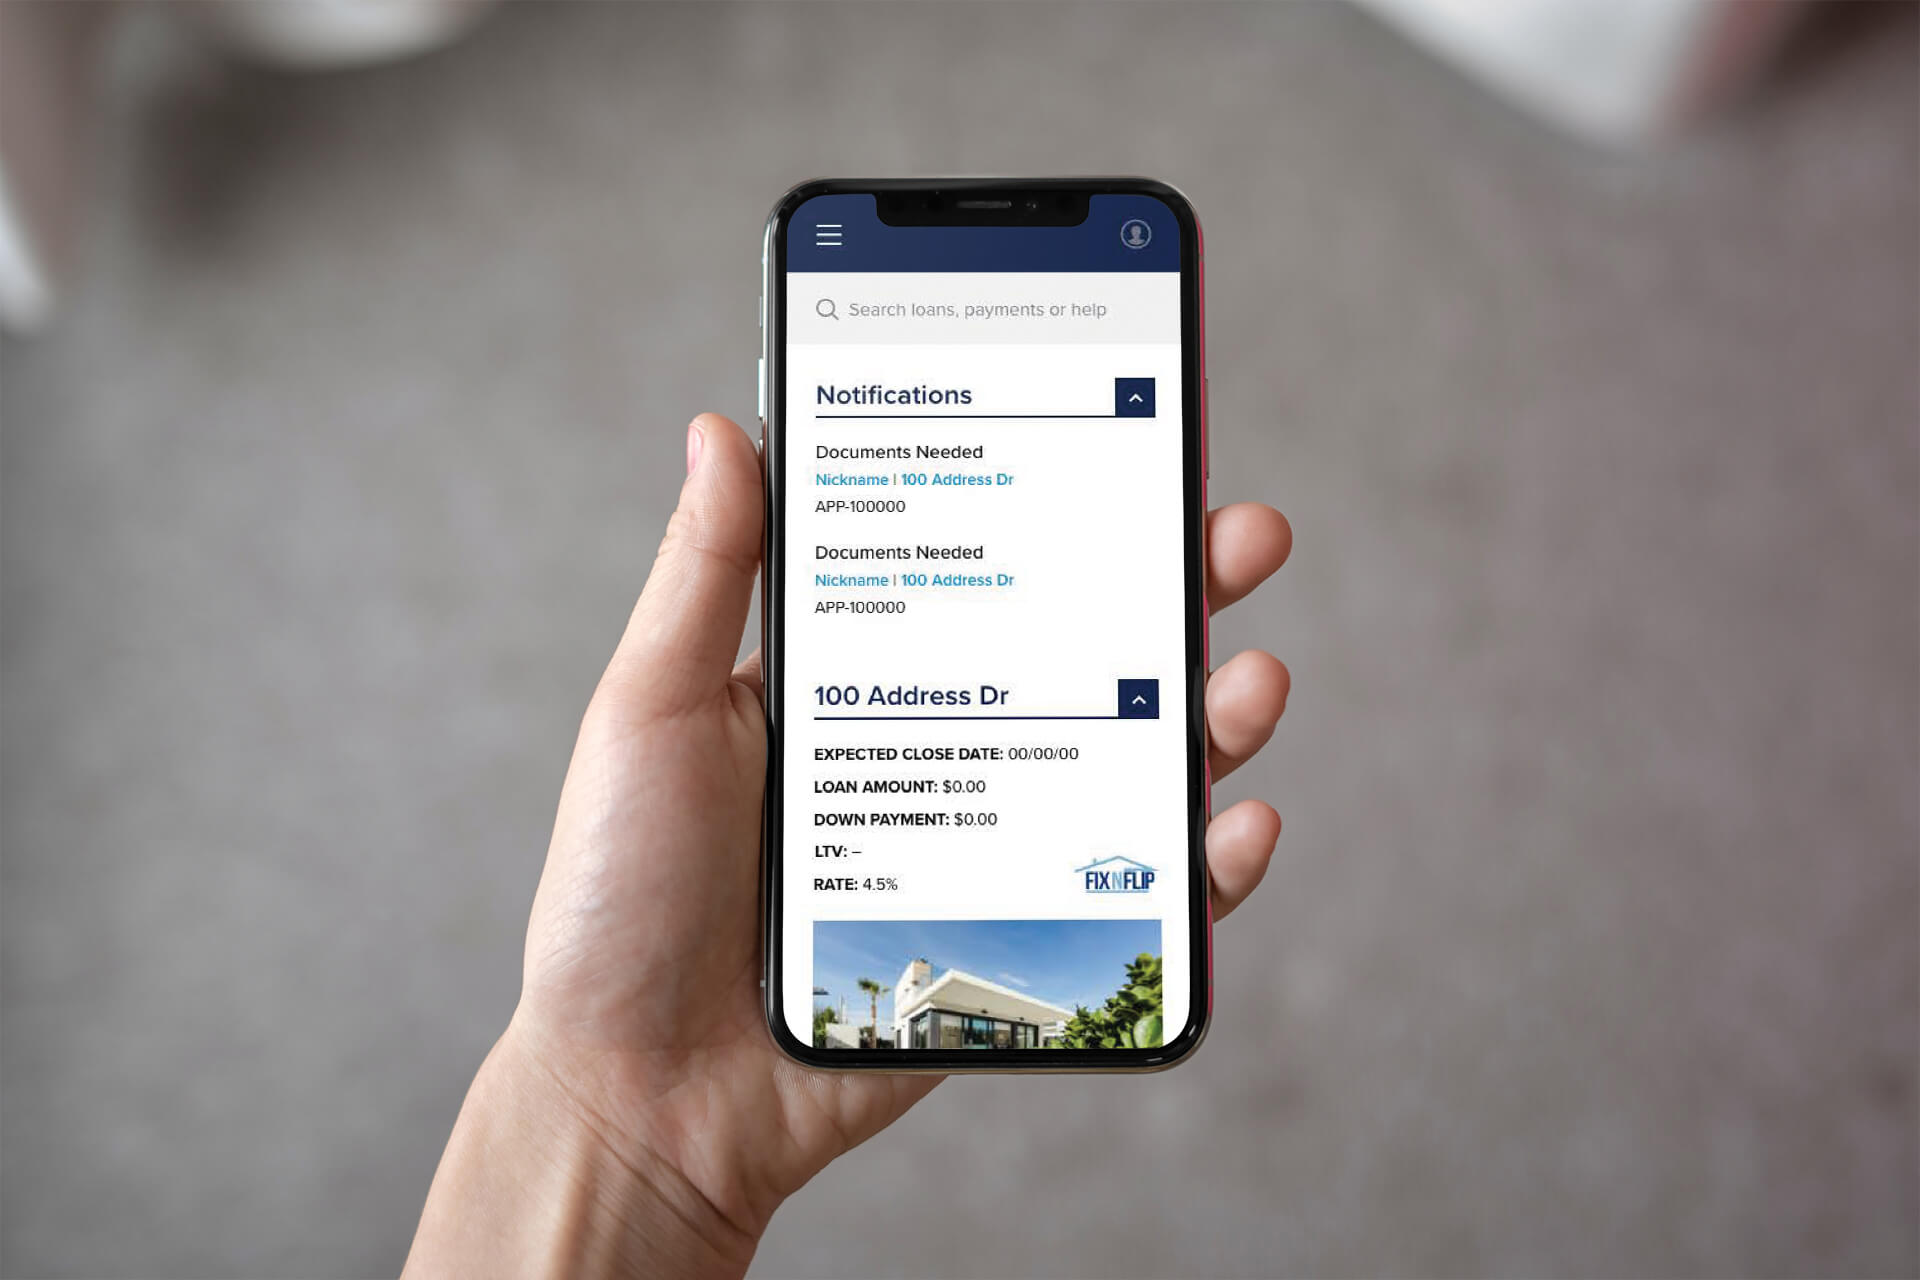 Search loans, payments or help
Notifications
Documents Needed
Nickname | 100 Address Dr
APP-100000
Documents Needed
Nickname | 100 Address Dr
APP-100000
100 Address Dr
EXPECTED CLOSE DATE: 00/00/00
LOAN AMOUNT: $0.00
DOWN PAYMENT: $0.00
LTV: –
RATE: 4.5%
FIXNFLIP